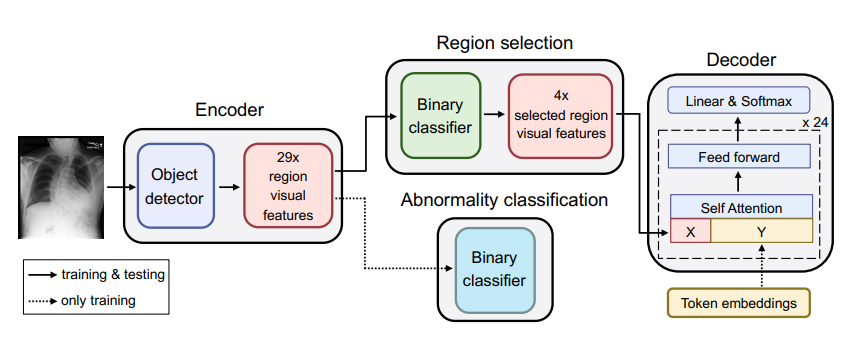 Region selection
Decoder
Encoder
Abnormality classification
Object
detector
29x
region
visual
features
Binary
classifier
4x
selected region
visual features
Binary
classifier
Linear & Softmax
x 24
Feed forward
Self Attention
X
Y
Token embeddings
training & testing
only training